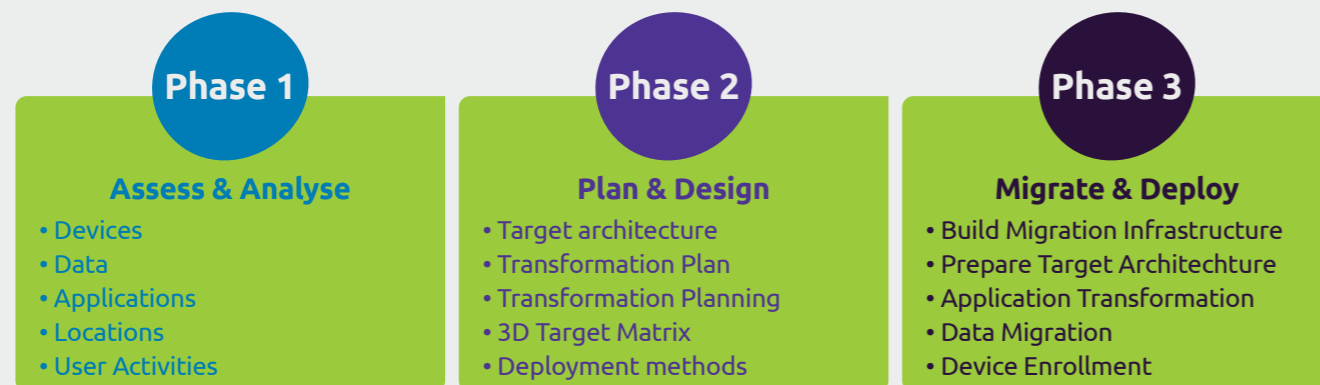 Phase 1
Assess & Analyse
• Devices
• Data
• Applications
• Locations
• User Activities
Phase 2
Plan & Design
• Target architecture
• Transformation Plan
• Transformation Planning
• 3D Target Matrix
• Deployment methods
Phase 3
Migrate & Deploy
• Build Migration Infrastructure
• Prepare Target Architechture
• Application Transformation
• Data Migration
• Device Enrollment